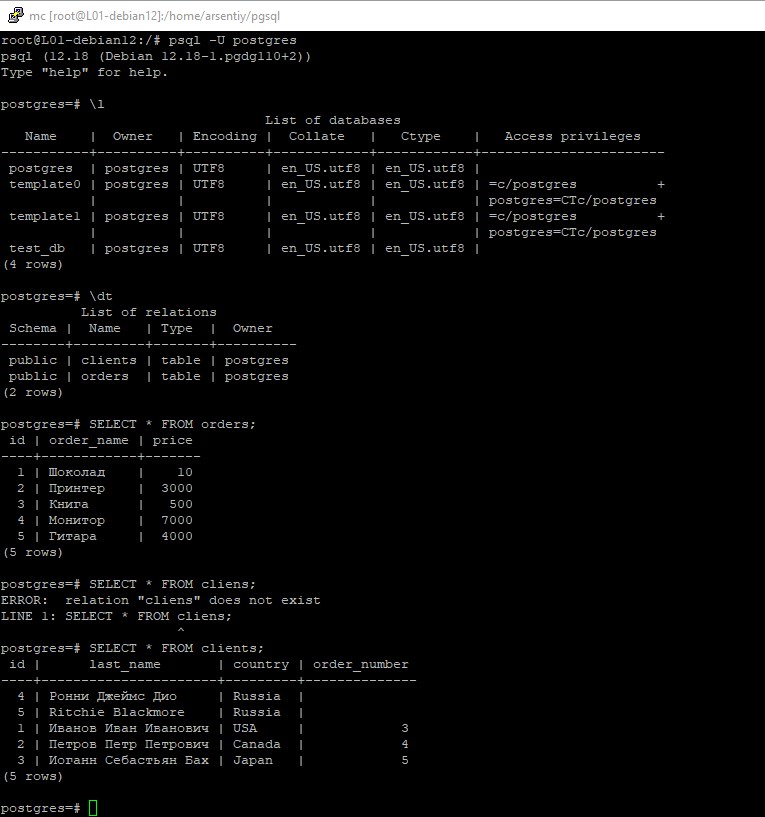 mc [root@L01-debian12]:/home/arsentiy/pgsql
root@L01-debian12:/# psql -U postgres
psql (12.18 (Debian 12.18-1.pgdg110+2))
Type "help" for help.

postgres=# \l
                                 List of databases
   Name    |  Owner   | Encoding |  Collate   |   Ctype    |   Access privileges
-----------+----------+----------+------------+------------+-----------------------
 postgres  | postgres | UTF8     | en_US.utf8 | en_US.utf8 |
 template0 | postgres | UTF8     | en_US.utf8 | en_US.utf8 | =c/postgres          +
           |          |          |            |            | postgres=CTc/postgres
 template1 | postgres | UTF8     | en_US.utf8 | en_US.utf8 | =c/postgres          +
           |          |          |            |            | postgres=CTc/postgres
 test_db   | postgres | UTF8     | en_US.utf8 | en_US.utf8 |
(4 rows)

postgres=# \dt
          List of relations
 Schema |  Name   | Type  |  Owner
--------+---------+-------+----------
 public | clients | table | postgres
 public | orders  | table | postgres
(2 rows)

postgres=# SELECT * FROM orders;
 id | order_name | price
----+------------+-------
  1 | Шоколад    |    10
  2 | Принтер    |  3000
  3 | Книга      |   500
  4 | Монитор    |  7000
  5 | Гитара     |  4000
(5 rows)

postgres=# SELECT * FROM cliens;
ERROR:  relation "cliens" does not exist
LINE 1: SELECT * FROM cliens;
                      ^
postgres=# SELECT * FROM clients;
 id |      last_name       | country | order_number
----+----------------------+---------+--------------
  4 | Ронни Джеймс Дио     | Russia  |
  5 | Ritchie Blackmore    | Russia  |
  1 | Иванов Иван Иванович | USA     |            3
  2 | Петров Петр Петрович | Canada  |            4
  3 | Иоганн Себастьян Бах | Japan   |            5
(5 rows)

postgres=#